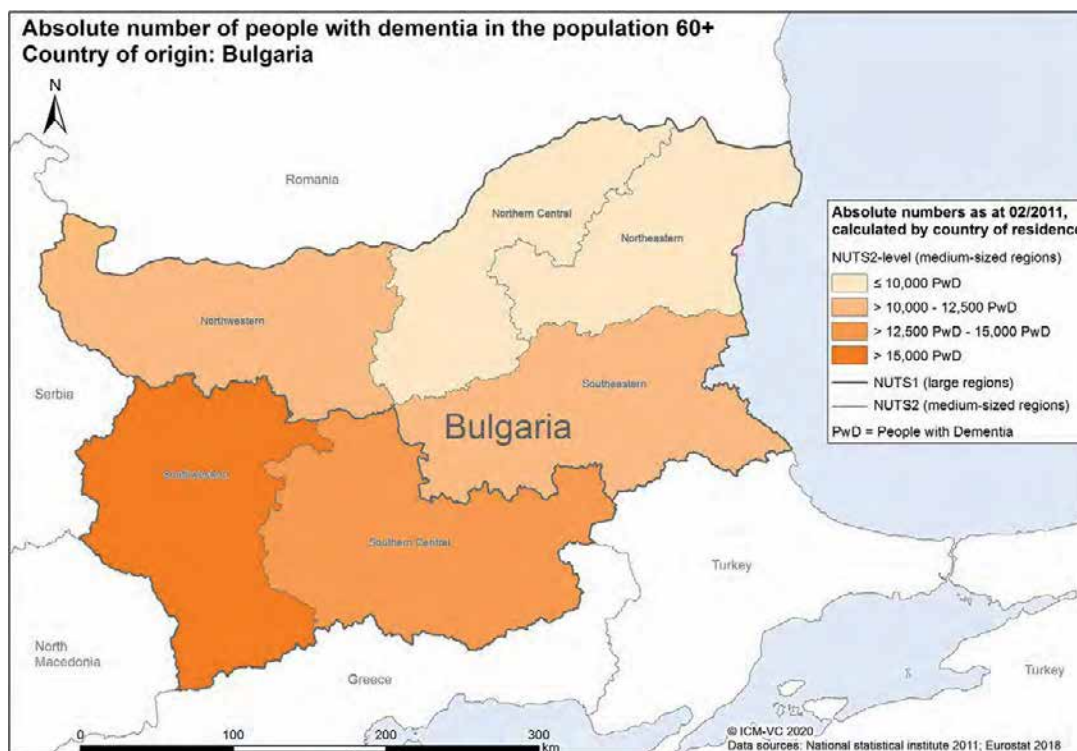 Absolute number of people with dementia in the population 60+
Country of origin: Bulgaria
N
Romania
Northern Central
Northeastern
Northwestern
Serbia
Southeastern
Bulgaria
Southwestern
Southern Central
Turkey
North
Macedonia
Greece
Turkey
Absolute numbers as at 02/2011,
calculated by country of residence
NUTS2-level (medium-sized regions)
≤ 10,000 PwD
> 10,000 - 12,500 PwD
> 12,500 PwD - 15,000 PwD
> 15,000 PwD
NUTS1 (large regions)
NUTS2 (medium-sized regions)
PwD = People with Dementia
0 100 200 300
km
© ICM-VC 2020
Data sources: National statistical institute 2011; Eurostat 2018